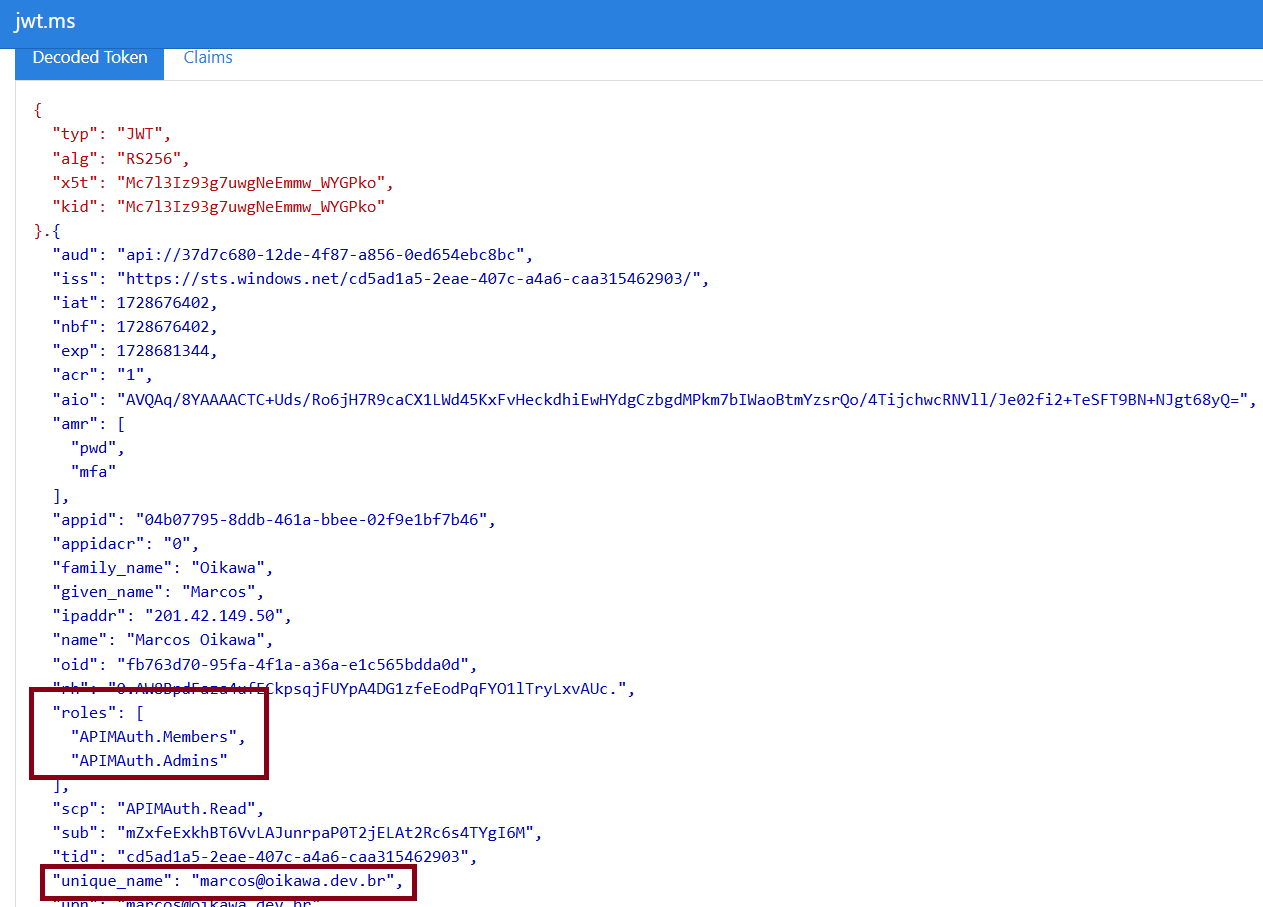 jwt.ms
Decoded Token Claims
{
"typ": "JWT",
"alg": "RS256",
"x5t": "Mc7l3Iz93g7uwgNeEmmw_WYGPko",
"kid": "Mc7l3Iz93g7uwgNeEmmw_WYGPko"
}.{
"aud": "api://37d7c680-12de-4f87-a856-0ed654ebc8bc",
"iss": "https://sts.windows.net/cd5ad1a5-2eae-407c-a4a6-caa315462903/",
"iat": 1728676402,
"nbf": 1728676402,
"exp": 1728681344,
"acr": "1",
"aio": "AVQAq/8YAAAACTC+Uds/Ro6jH7R9caCX1LWd45KxFvHeckdhiEwHYdgCzbgdMPkm7bIWaoBtmYzsrQo/4TijchwcRNVll/Je02fi2+TeSFT9BN+NJgt68yQ=",
"amr": [
"pwd",
"mfa"
],
"appid": "04b07795-8ddb-461a-bbee-02f9e1bf7b46",
"appidacr": "0",
"family_name": "Oikawa",
"given_name": "Marcos",
"ipaddr": "201.42.149.50",
"name": "Marcos Oikawa",
"oid": "fb763d70-95fa-4f1a-a36a-e1c565bdda0d",
"rh":
"roles": [
"APIMAuth.Members",
"APIMAuth.Admins"
],
"scp": "APIMAuth.Read",
"sub": "mZxfeExkhBT6VvLAJunrpaP0T2jELAt2Rc6s4TYgI6M",
"tid": "cd5ad1a5-2eae-407c-a4a6-caa315462903",
"unique_name": "marcos@oikawa.dev.br",
"upn": "marcos@oikawa.dev.br"